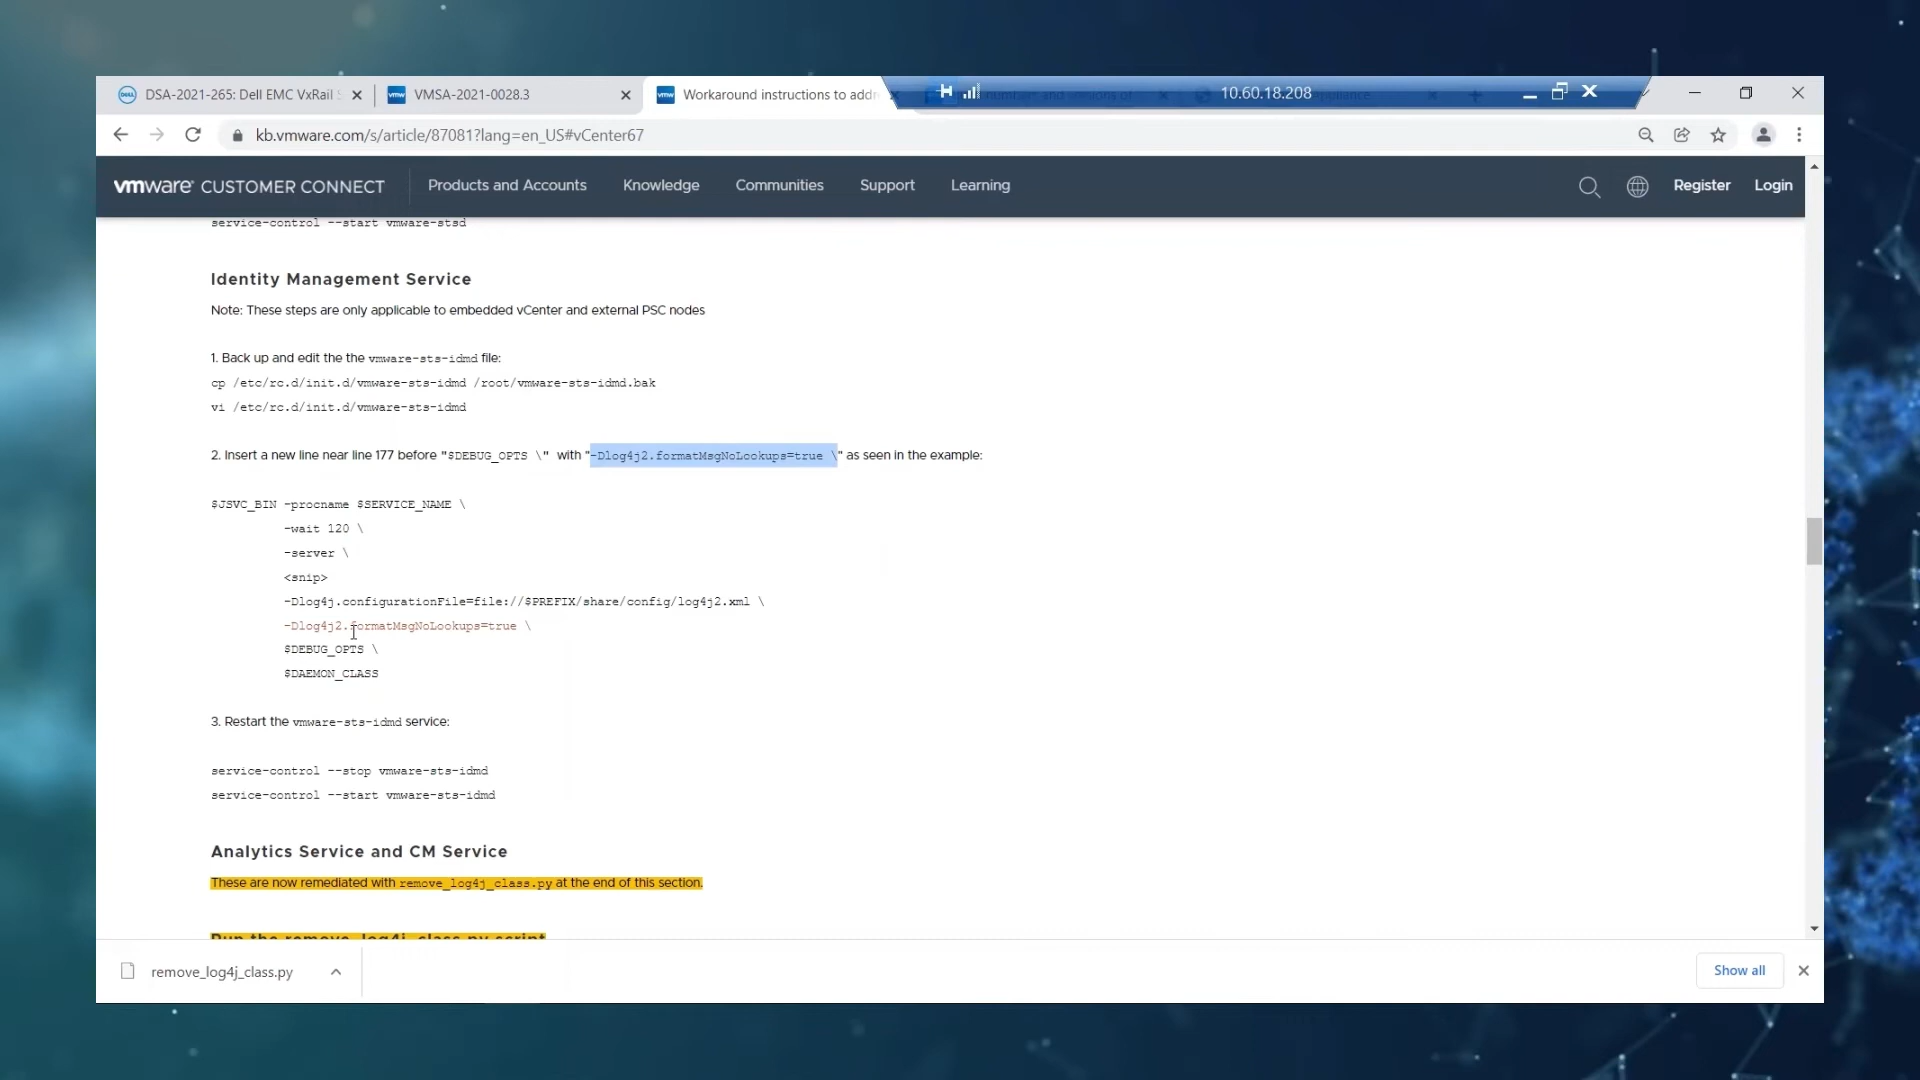 DSA-2021-265: Dell EMC VxRail
VMSA-2021-0028.3
Workaround instructions to addr
10.60.18.208
kb.vmware.com/s/article/87081?lang=en_US#vCenter67
vmware CUSTOMER CONNECT
Products and Accounts
Knowledge
Communities
Support
Learning
Register
Login
service-control --start vmware-stsd
Identity Management Service
Note: These steps are only applicable to embedded vCenter and external PSC nodes
1. Back up and edit the the vmware-sts-idmd file:
cp /etc/rc.d/init.d/vmware-sts-idmd /root/vmware-sts-idmd.bak
vi /etc/rc.d/init.d/vmware-sts-idmd
2. Insert a new line near line 177 before "$DEBUG_OPTS \" with "-Dlog4j2.formatMsgNoLookups=true \" as seen in the example:
$JSVC_BIN -procname $SERVICE_NAME \
-wait 120 \
-server \
<snip>
-Dlog4j.configurationFile=file://$PREFIX/share/config/log4j2.xml \
-Dlog4j2.formatMsgNoLookups=true \
$DEBUG_OPTS \
$DAEMON_CLASS
3. Restart the vmware-sts-idmd service:
service-control --stop vmware-sts-idmd
service-control --start vmware-sts-idmd
Analytics Service and CM Service
These are now remediated with remove_log4j_class.py at the end of this section.
Run the remove_log4j_class.py script
remove_log4j_class.py
Show all